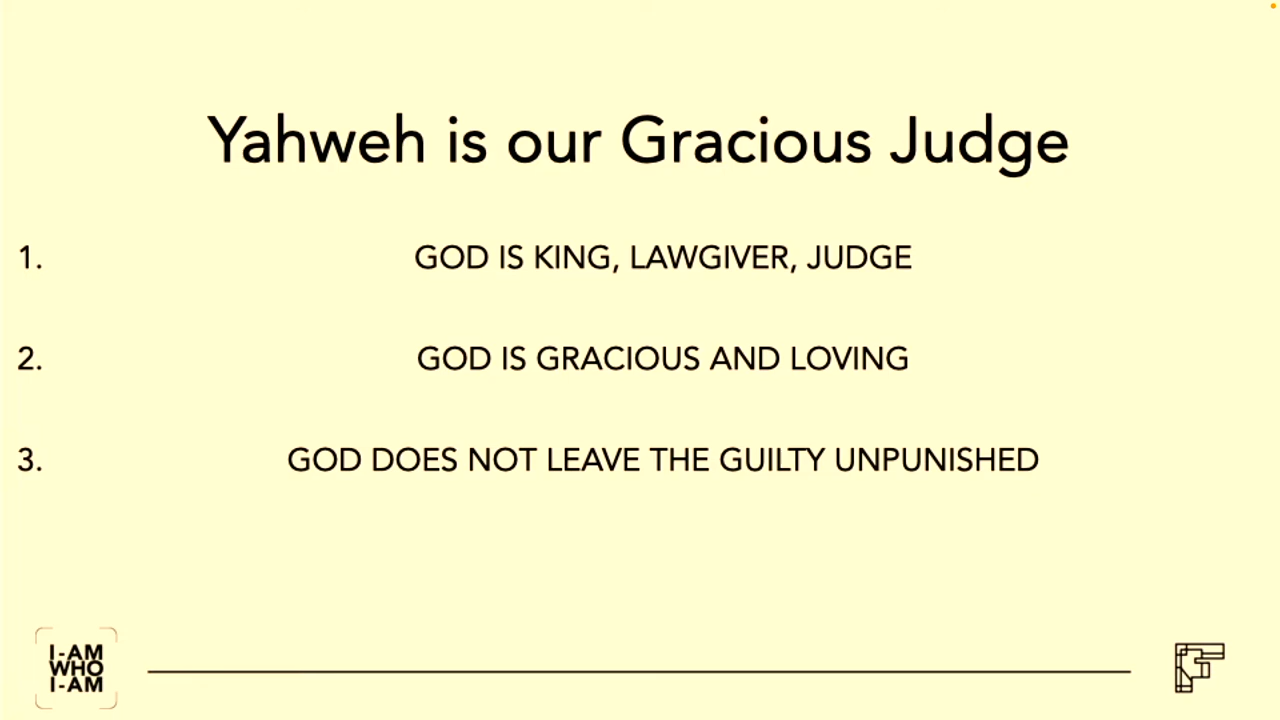 Yahweh is our Gracious Judge
1. GOD IS KING, LAWGIVER, JUDGE
2. GOD IS GRACIOUS AND LOVING
3. GOD DOES NOT LEAVE THE GUILTY UNPUNISHED
I-AM
WHO
I-AM